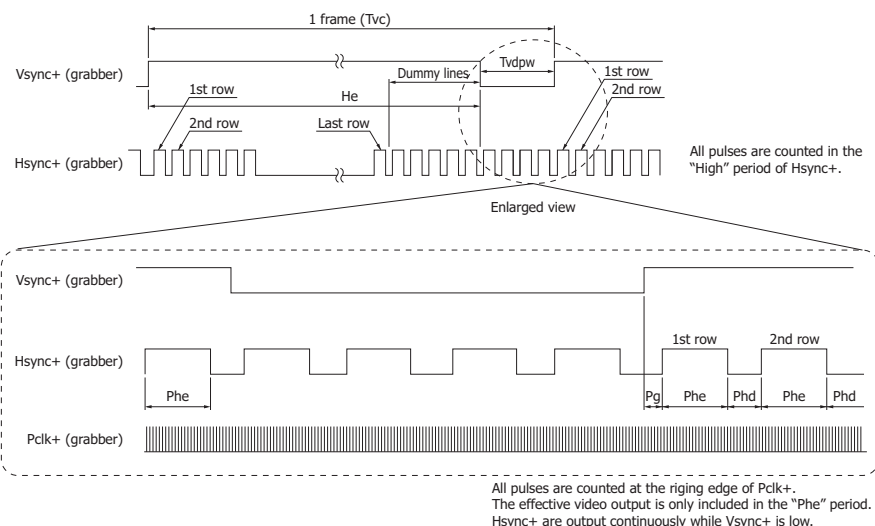 1 frame (Tvc)
Vsync+ (grabber)
Tvdpw
Dummy lines
1st row
2nd row
He
1st row
2nd row
Last row
Hsync+ (grabber)
All pulses are counted in the
“High” period of Hsync+.
Enlarged view
Vsync+ (grabber)
Hsync+ (grabber)
1st row
2nd row
Phe
Pg
Phe
Phd
Phe
Phd
Pclk+ (grabber)
All pulses are counted at the riging edge of Pclk+.
The effective video output is only included in the “Phe” period.
Hsync+ are output continuously while Vsync+ is low.